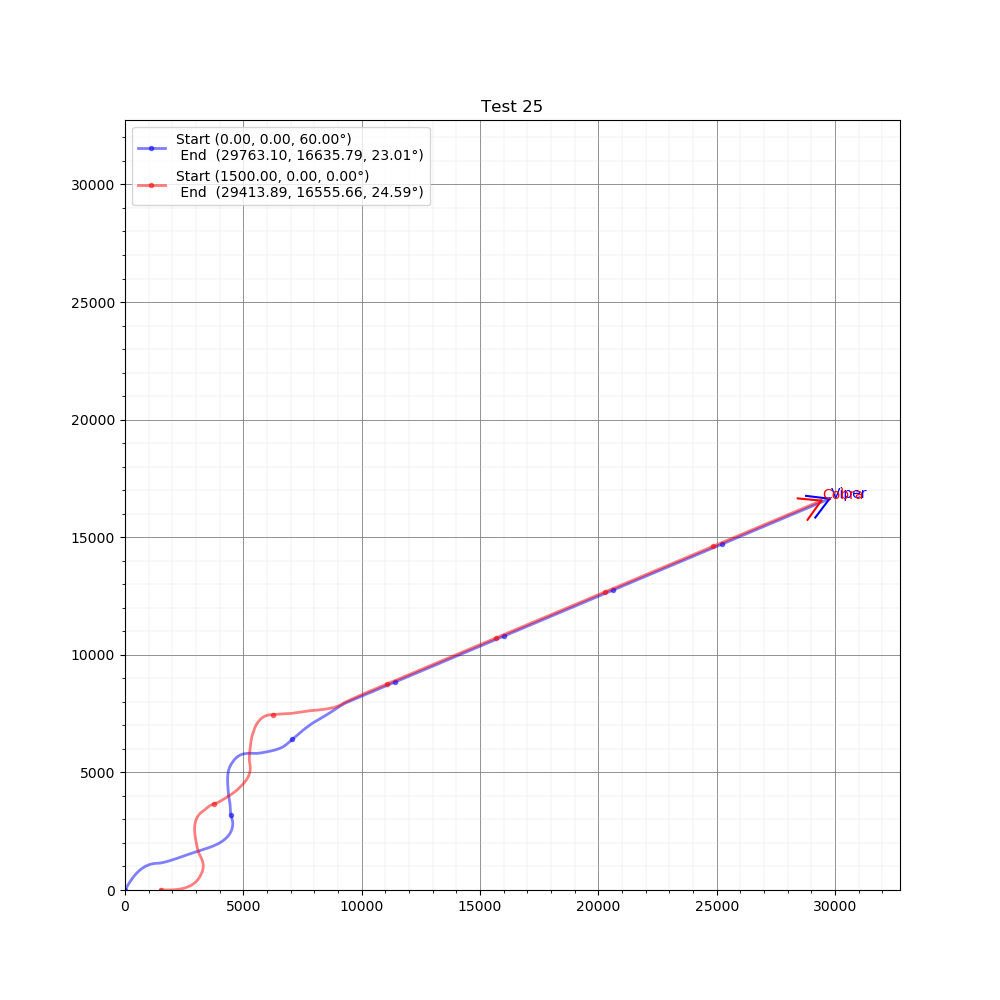 Test 25
Start (0.00, 0.00, 60.00°)
End (29763.10, 16635.79, 23.01°)
Start (1500.00, 0.00, 0.00°)
End (29413.89, 16555.66, 24.59°)
30000
25000
20000
15000
10000
5000
0
0 5000 10000 15000 20000 25000 30000